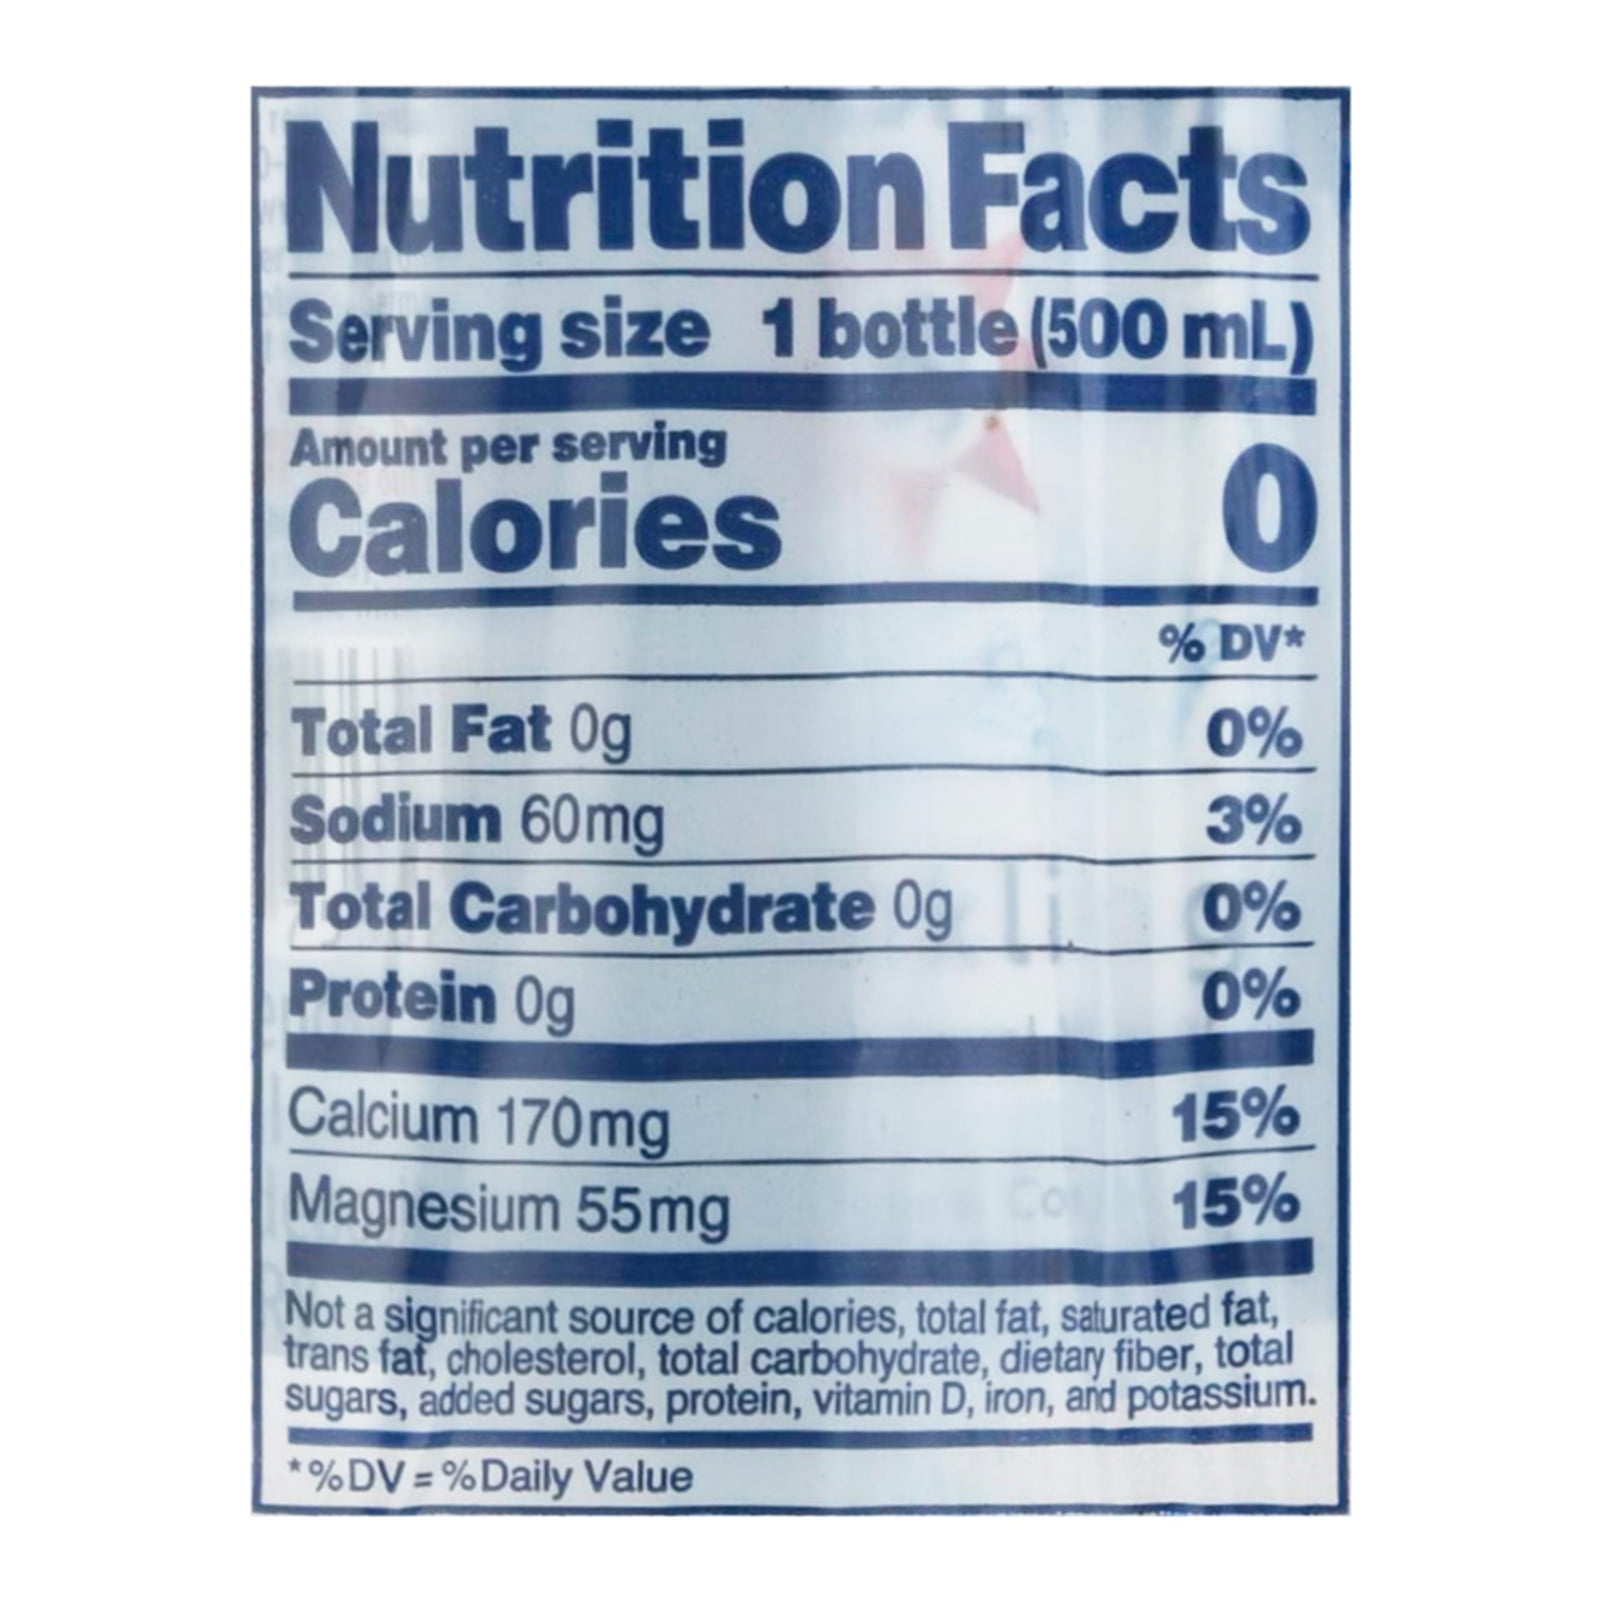 Nutrition Facts
Serving size 1 bottle (500 mL)
Amount per serving
Calories 0
% DV*
Total Fat 0g 0%
Sodium 60mg 3%
Total Carbohydrate 0g 0%
Protein 0g 0%
Calcium 170mg 15%
Magnesium 55mg 15%
Not a significant source of calories, total fat, saturated fat,
trans fat, cholesterol, total carbohydrate, dietary fiber, total
sugars, added sugars, protein, vitamin D, iron, and potassium.
*%DV = %Daily Value